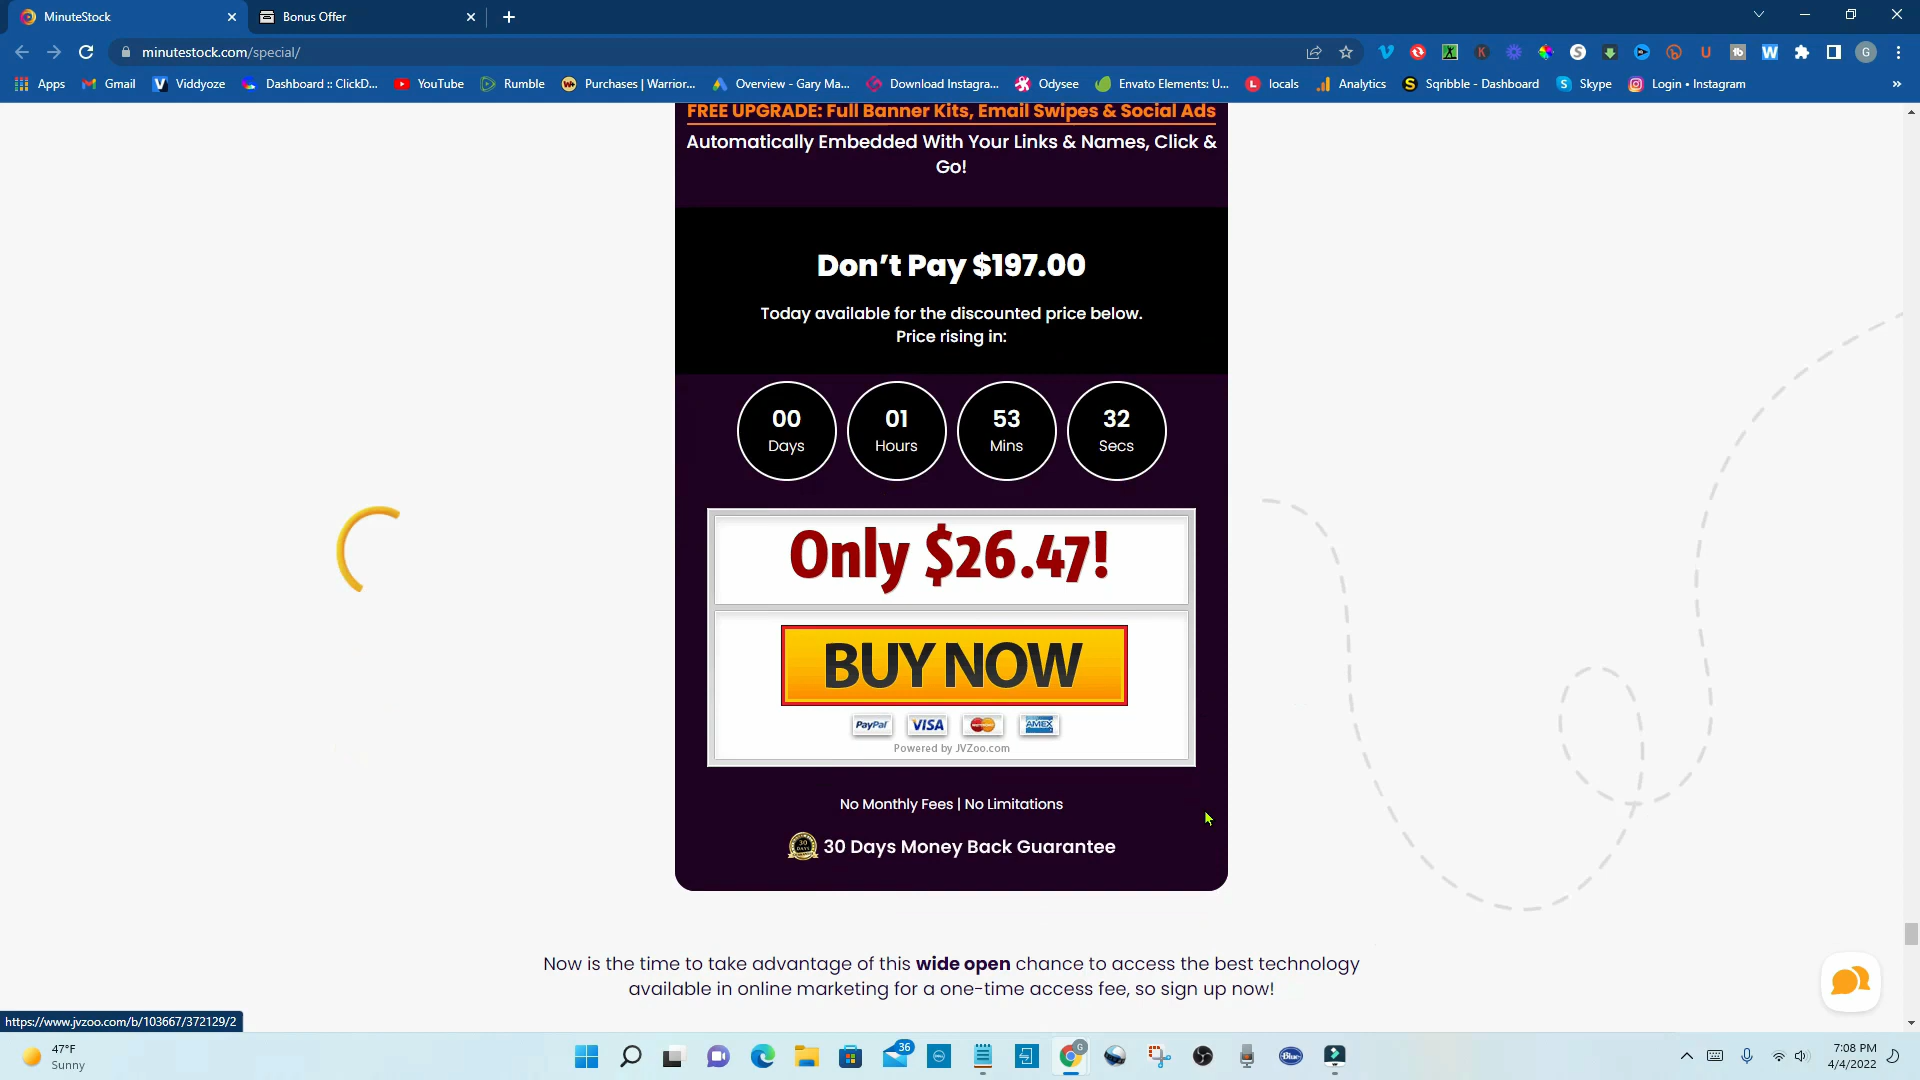 MinuteStock
Bonus Offer
minutestock.com/special/
Apps
Gmail
Viddyoze
Dashboard :: ClickD...
YouTube
Rumble
Purchases | Warrior...
Overview - Gary Ma...
Download Instagra...
Odysee
Envato Elements: U...
locals
Analytics
Sqribble - Dashboard
Skype
Login • Instagram
FREE UPGRADE: Full Banner Kits, Email Swipes & Social Ads
Automatically Embedded With Your Links & Names, Click &
Go!
Don't Pay $197.00
Today available for the discounted price below.
Price rising in:
00 01 53 32
Days Hours Mins Secs
Only $26.47!
BUY NOW
PayPal VISA MasterCard AMEX
Powered by JVZoo.com
No Monthly Fees | No Limitations
30 Days Money Back Guarantee
Now is the time to take advantage of this wide open chance to access the best technology
available in online marketing for a one-time access fee, so sign up now!
https://www.jvzoo.com/b/103667/372129/2
47°F
Sunny
36
7:08 PM
4/4/2022